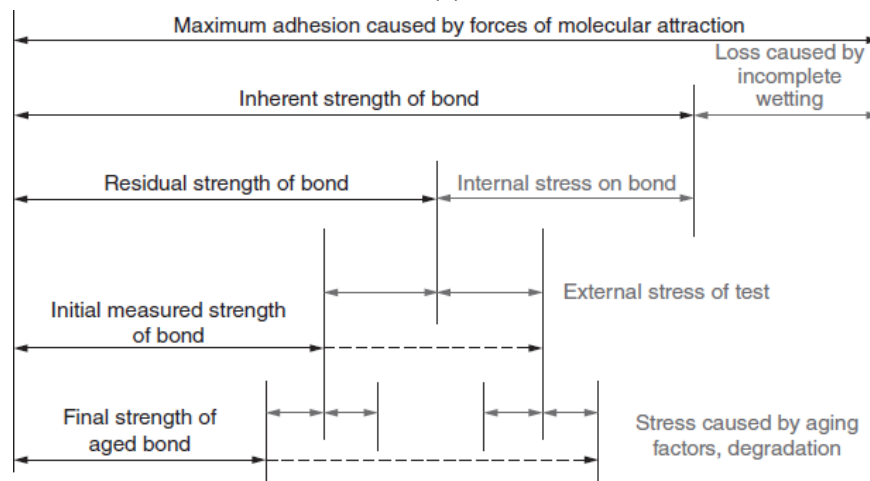 Maximum adhesion caused by forces of molecular attraction
Loss caused by
incomplete
wetting
Inherent strength of bond
Residual strength of bond
Internal stress on bond
External stress of test
Initial measured strength
of bond
Final strength of
aged bond
Stress caused by aging
factors, degradation